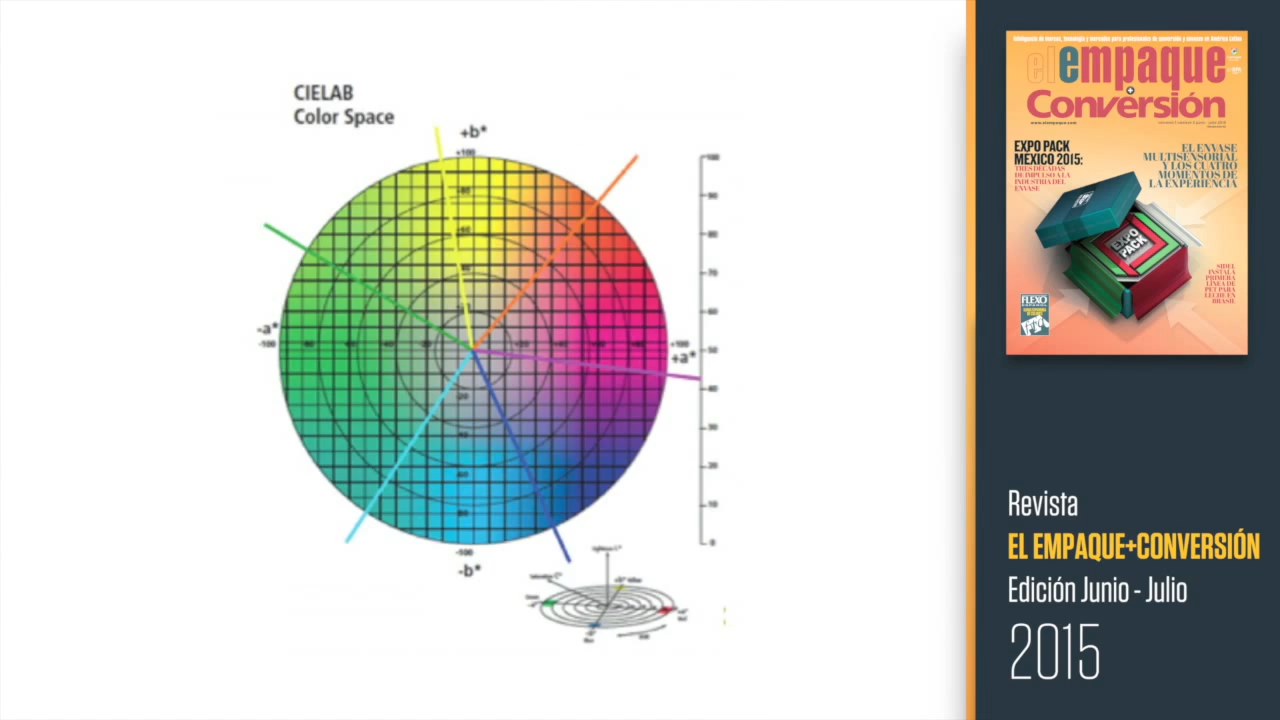 CIELAB
Color Space
+b*
+100
-a*
-100
+100
+a*
-100
-b*
100
90
80
70
60
50
40
30
20
10
0
el empaque
+
Conversión
EXPO PACK
MEXICO 2015:
TRES DÉCADAS
DE IMPULSO A LA
INDUSTRIA DEL
ENVASE
EL ENVASE
MULTISENSORIAL
Y LOS CUATRO
MOMENTOS DE
LA EXPERIENCIA
EXPO
PACK
SIDEL
INSTALA
PRIMERA
LÍNEA DE
PET PARA
LECHE EN
BRASIL
FLEXO
Revista
EL EMPAQUE+CONVERSIÓN
Edición Junio - Julio
2015